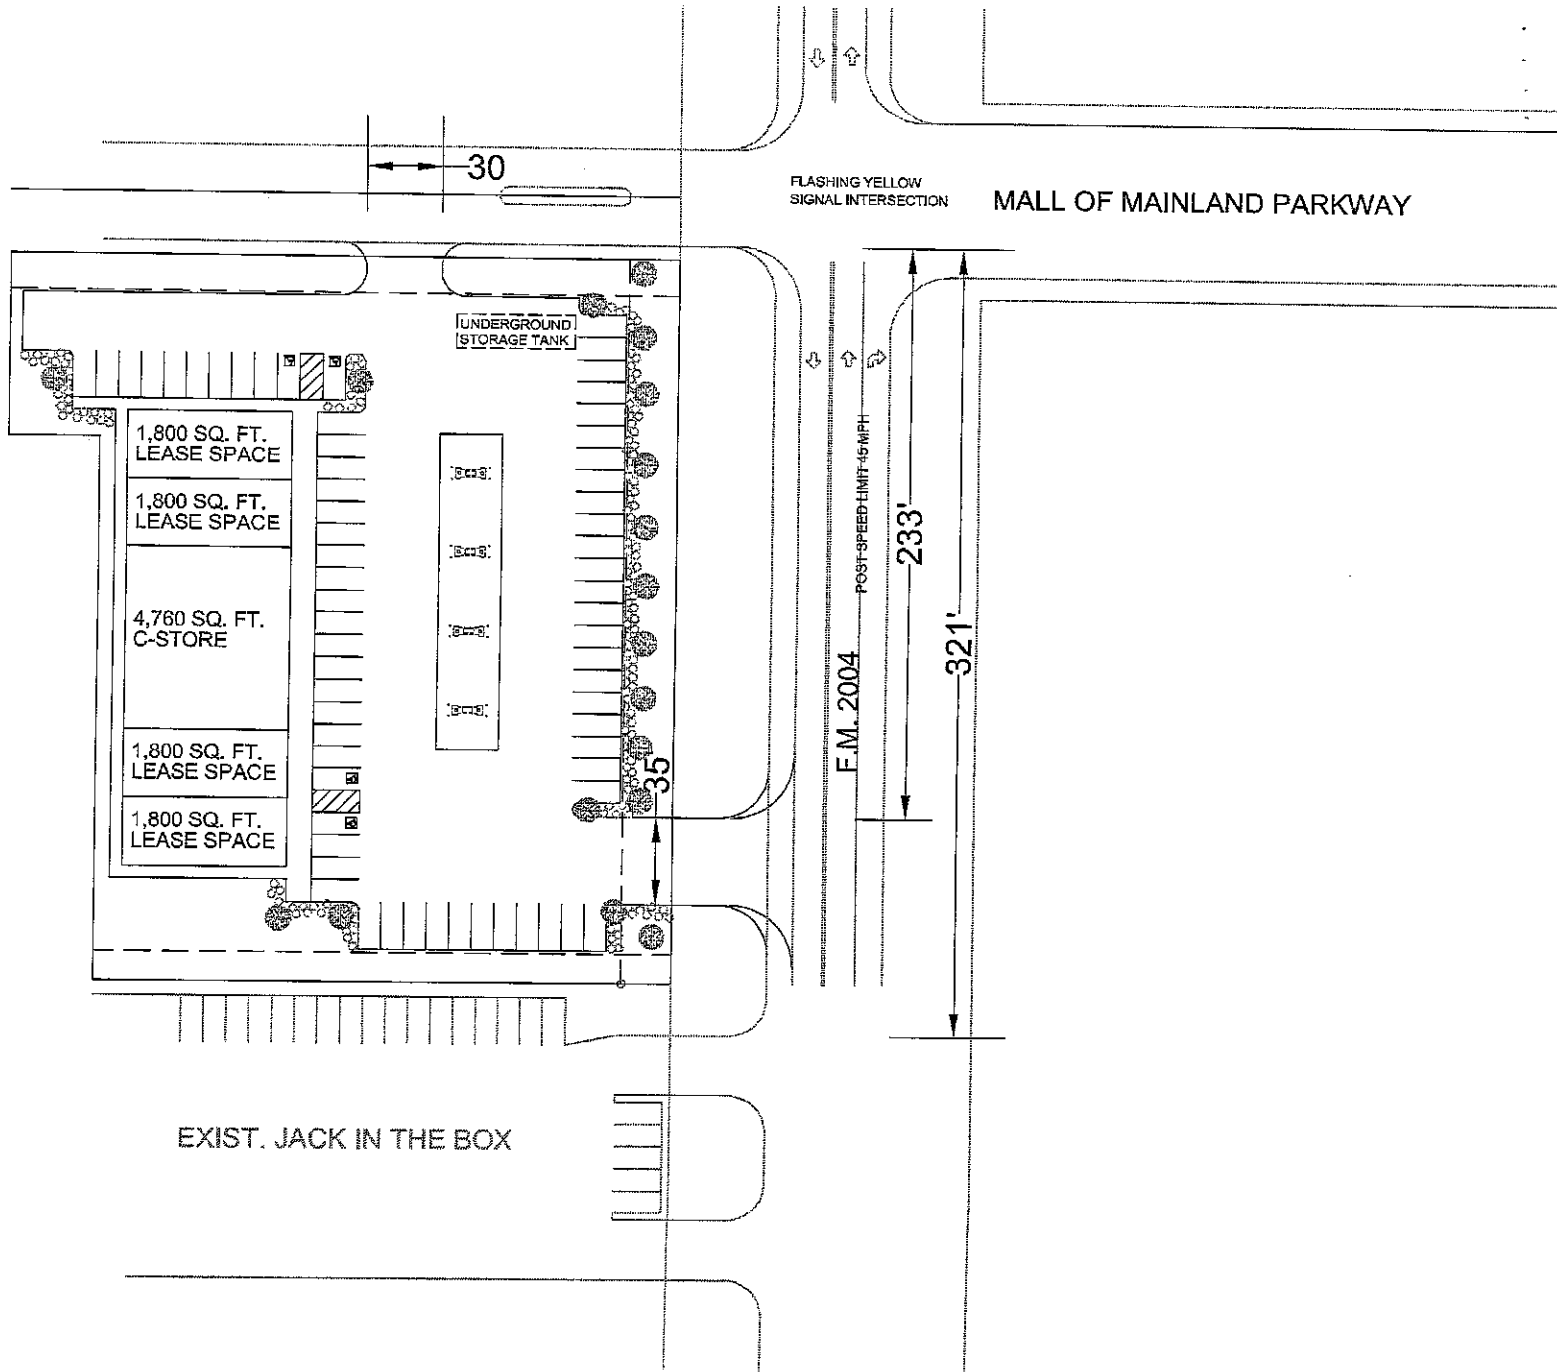 30
FLASHING YELLOW
SIGNAL INTERSECTION
MALL OF MAINLAND PARKWAY
UNDERGROUND
STORAGE TANK
1,800 SQ. FT.
LEASE SPACE
1,800 SQ. FT.
LEASE SPACE
4,760 SQ. FT.
C-STORE
1,800 SQ. FT.
LEASE SPACE
1,800 SQ. FT.
LEASE SPACE
35
F.M. 2004
POST SPEED LIMIT 45 MPH
233'
321'
EXIST. JACK IN THE BOX